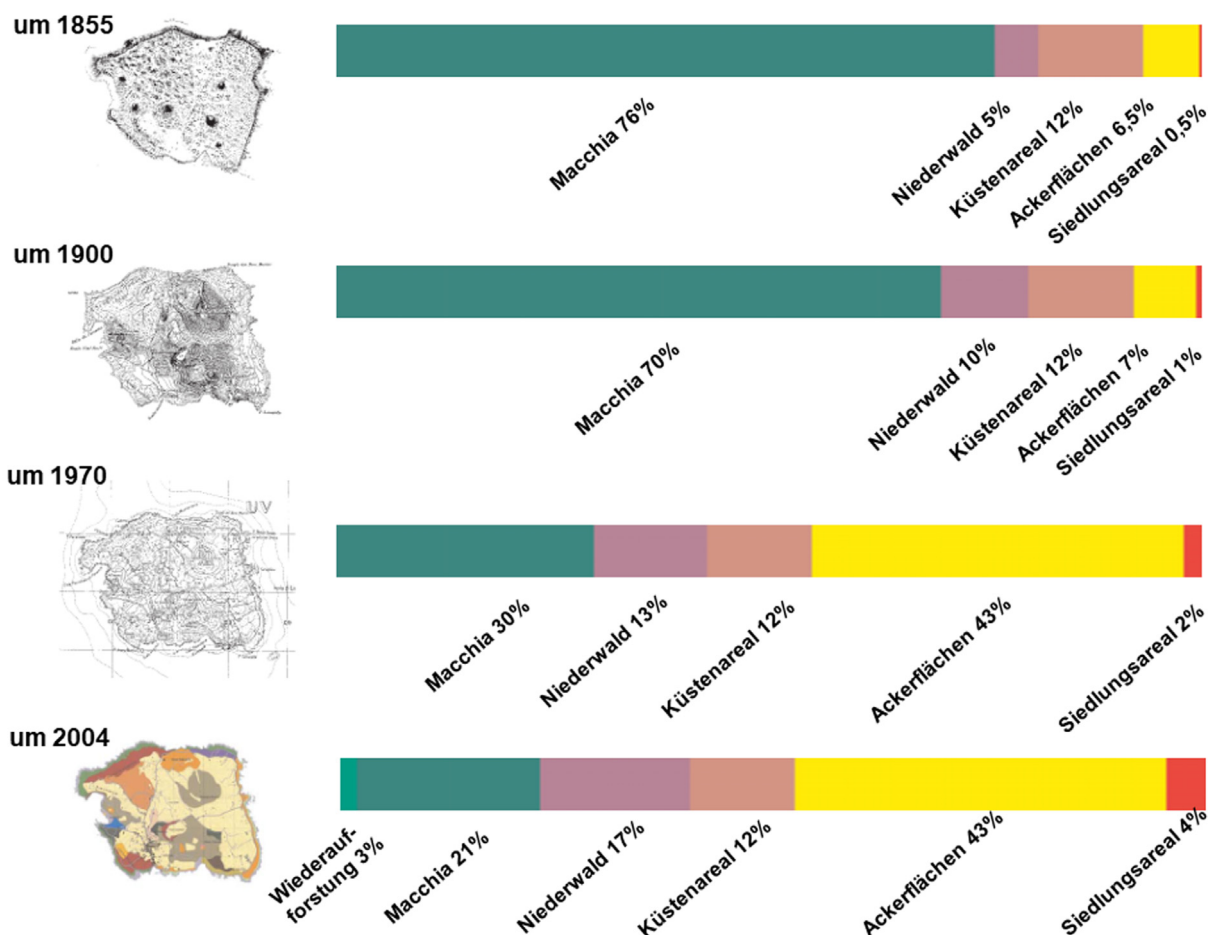 um 1855
Macchia 76%
Niederwald 5%
Küstenareal 12%
Ackerflächen 6,5%
Siedlungsareal 0,5%
um 1900
Macchia 70%
Niederwald 10%
Küstenareal 12%
Ackerflächen 7%
Siedlungsareal 1%
um 1970
UV
Macchia 30%
Niederwald 13%
Küstenareal 12%
Ackerflächen 43%
Siedlungsareal 2%
um 2004
Wiederauf-
forstung 3%
Macchia 21%
Niederwald 17%
Küstenareal 12%
Ackerflächen 43%
Siedlungsareal 4%